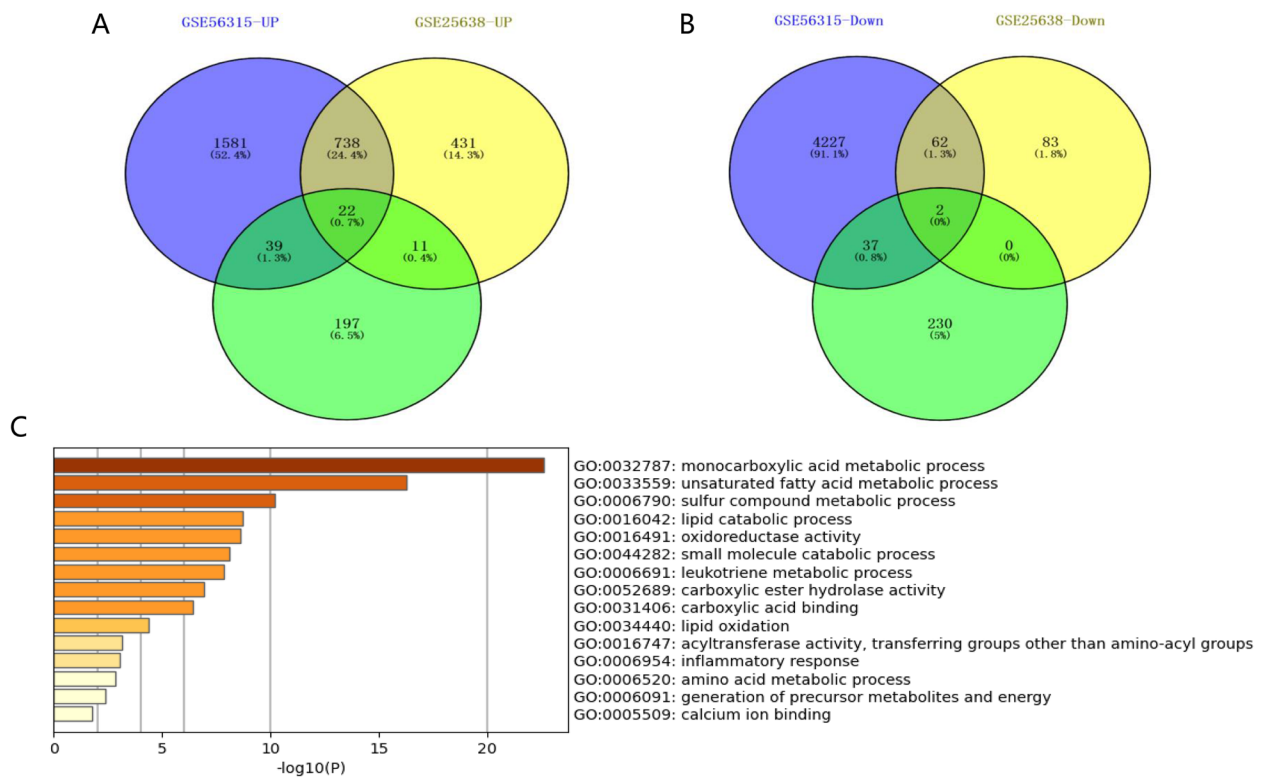 A
GSE56315-UP
GSE25638-UP
1581
(52.4%)
738
(24.4%)
431
(14.3%)
22
(0.7%)
39
(1.3%)
11
(0.4%)
197
(6.5%)
B
GSE56315-Down
GSE25638-Down
4227
(91.1%)
62
(1.3%)
83
(1.8%)
2
(0%)
37
(0.8%)
0
(0%)
230
(5%)
C
GO:0032787: monocarboxylic acid metabolic process
GO:0033559: unsaturated fatty acid metabolic process
GO:0006790: sulfur compound metabolic process
GO:0016042: lipid catabolic process
GO:0016491: oxidoreductase activity
GO:0044282: small molecule catabolic process
GO:0006691: leukotriene metabolic process
GO:0052689: carboxylic ester hydrolase activity
GO:0031406: carboxylic acid binding
GO:0034440: lipid oxidation
GO:0016747: acyltransferase activity, transferring groups other than amino-acyl groups
GO:0006954: inflammatory response
GO:0006520: amino acid metabolic process
GO:0006091: generation of precursor metabolites and energy
GO:0005509: calcium ion binding
0 5 10 15 20
-log10(P)